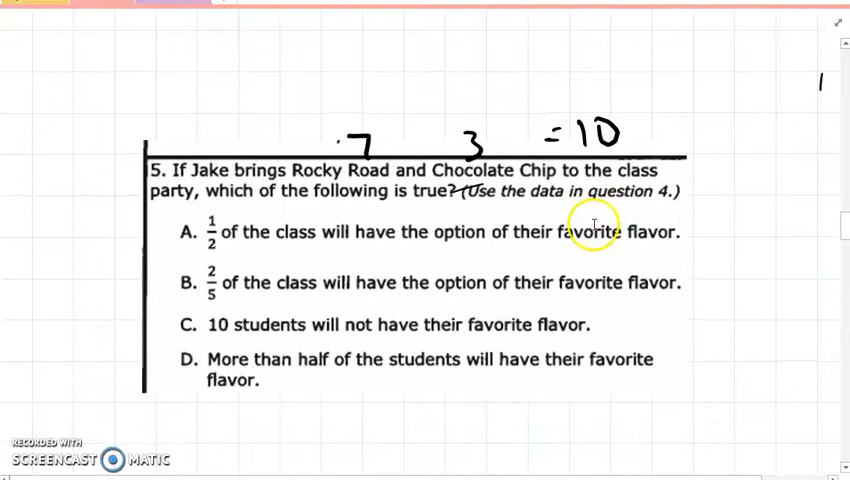 7 3 = 10
5. If Jake brings Rocky Road and Chocolate Chip to the class
party, which of the following is true? (Use the data in question 4.)
A. 1/2 of the class will have the option of their favorite flavor.
B. 2/5 of the class will have the option of their favorite flavor.
C. 10 students will not have their favorite flavor.
D. More than half of the students will have their favorite
flavor.
RECORDED WITH
SCREENCAST MATIC